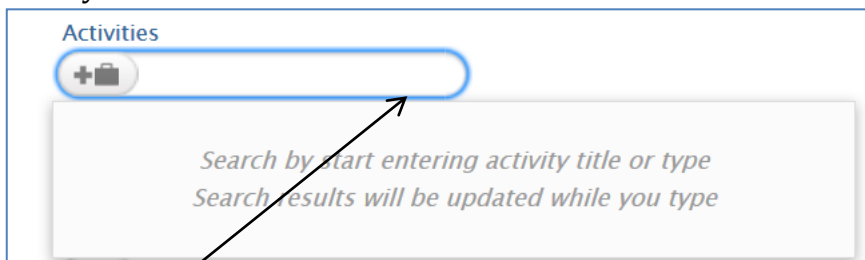 Activities
Search by start entering activity title or type
Search results will be updated while you type